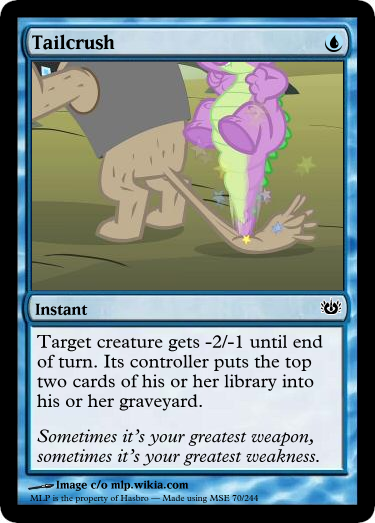 Tailcrush
Instant
Target creature gets -2/-1 until end
of turn. Its controller puts the top
two cards of his or her library into
his or her graveyard.
Sometimes it's your greatest weapon,
sometimes it's your greatest weakness.
Image c/o mlp.wikia.com
MLP is the property of Hasbro — Made using MSE 70/244